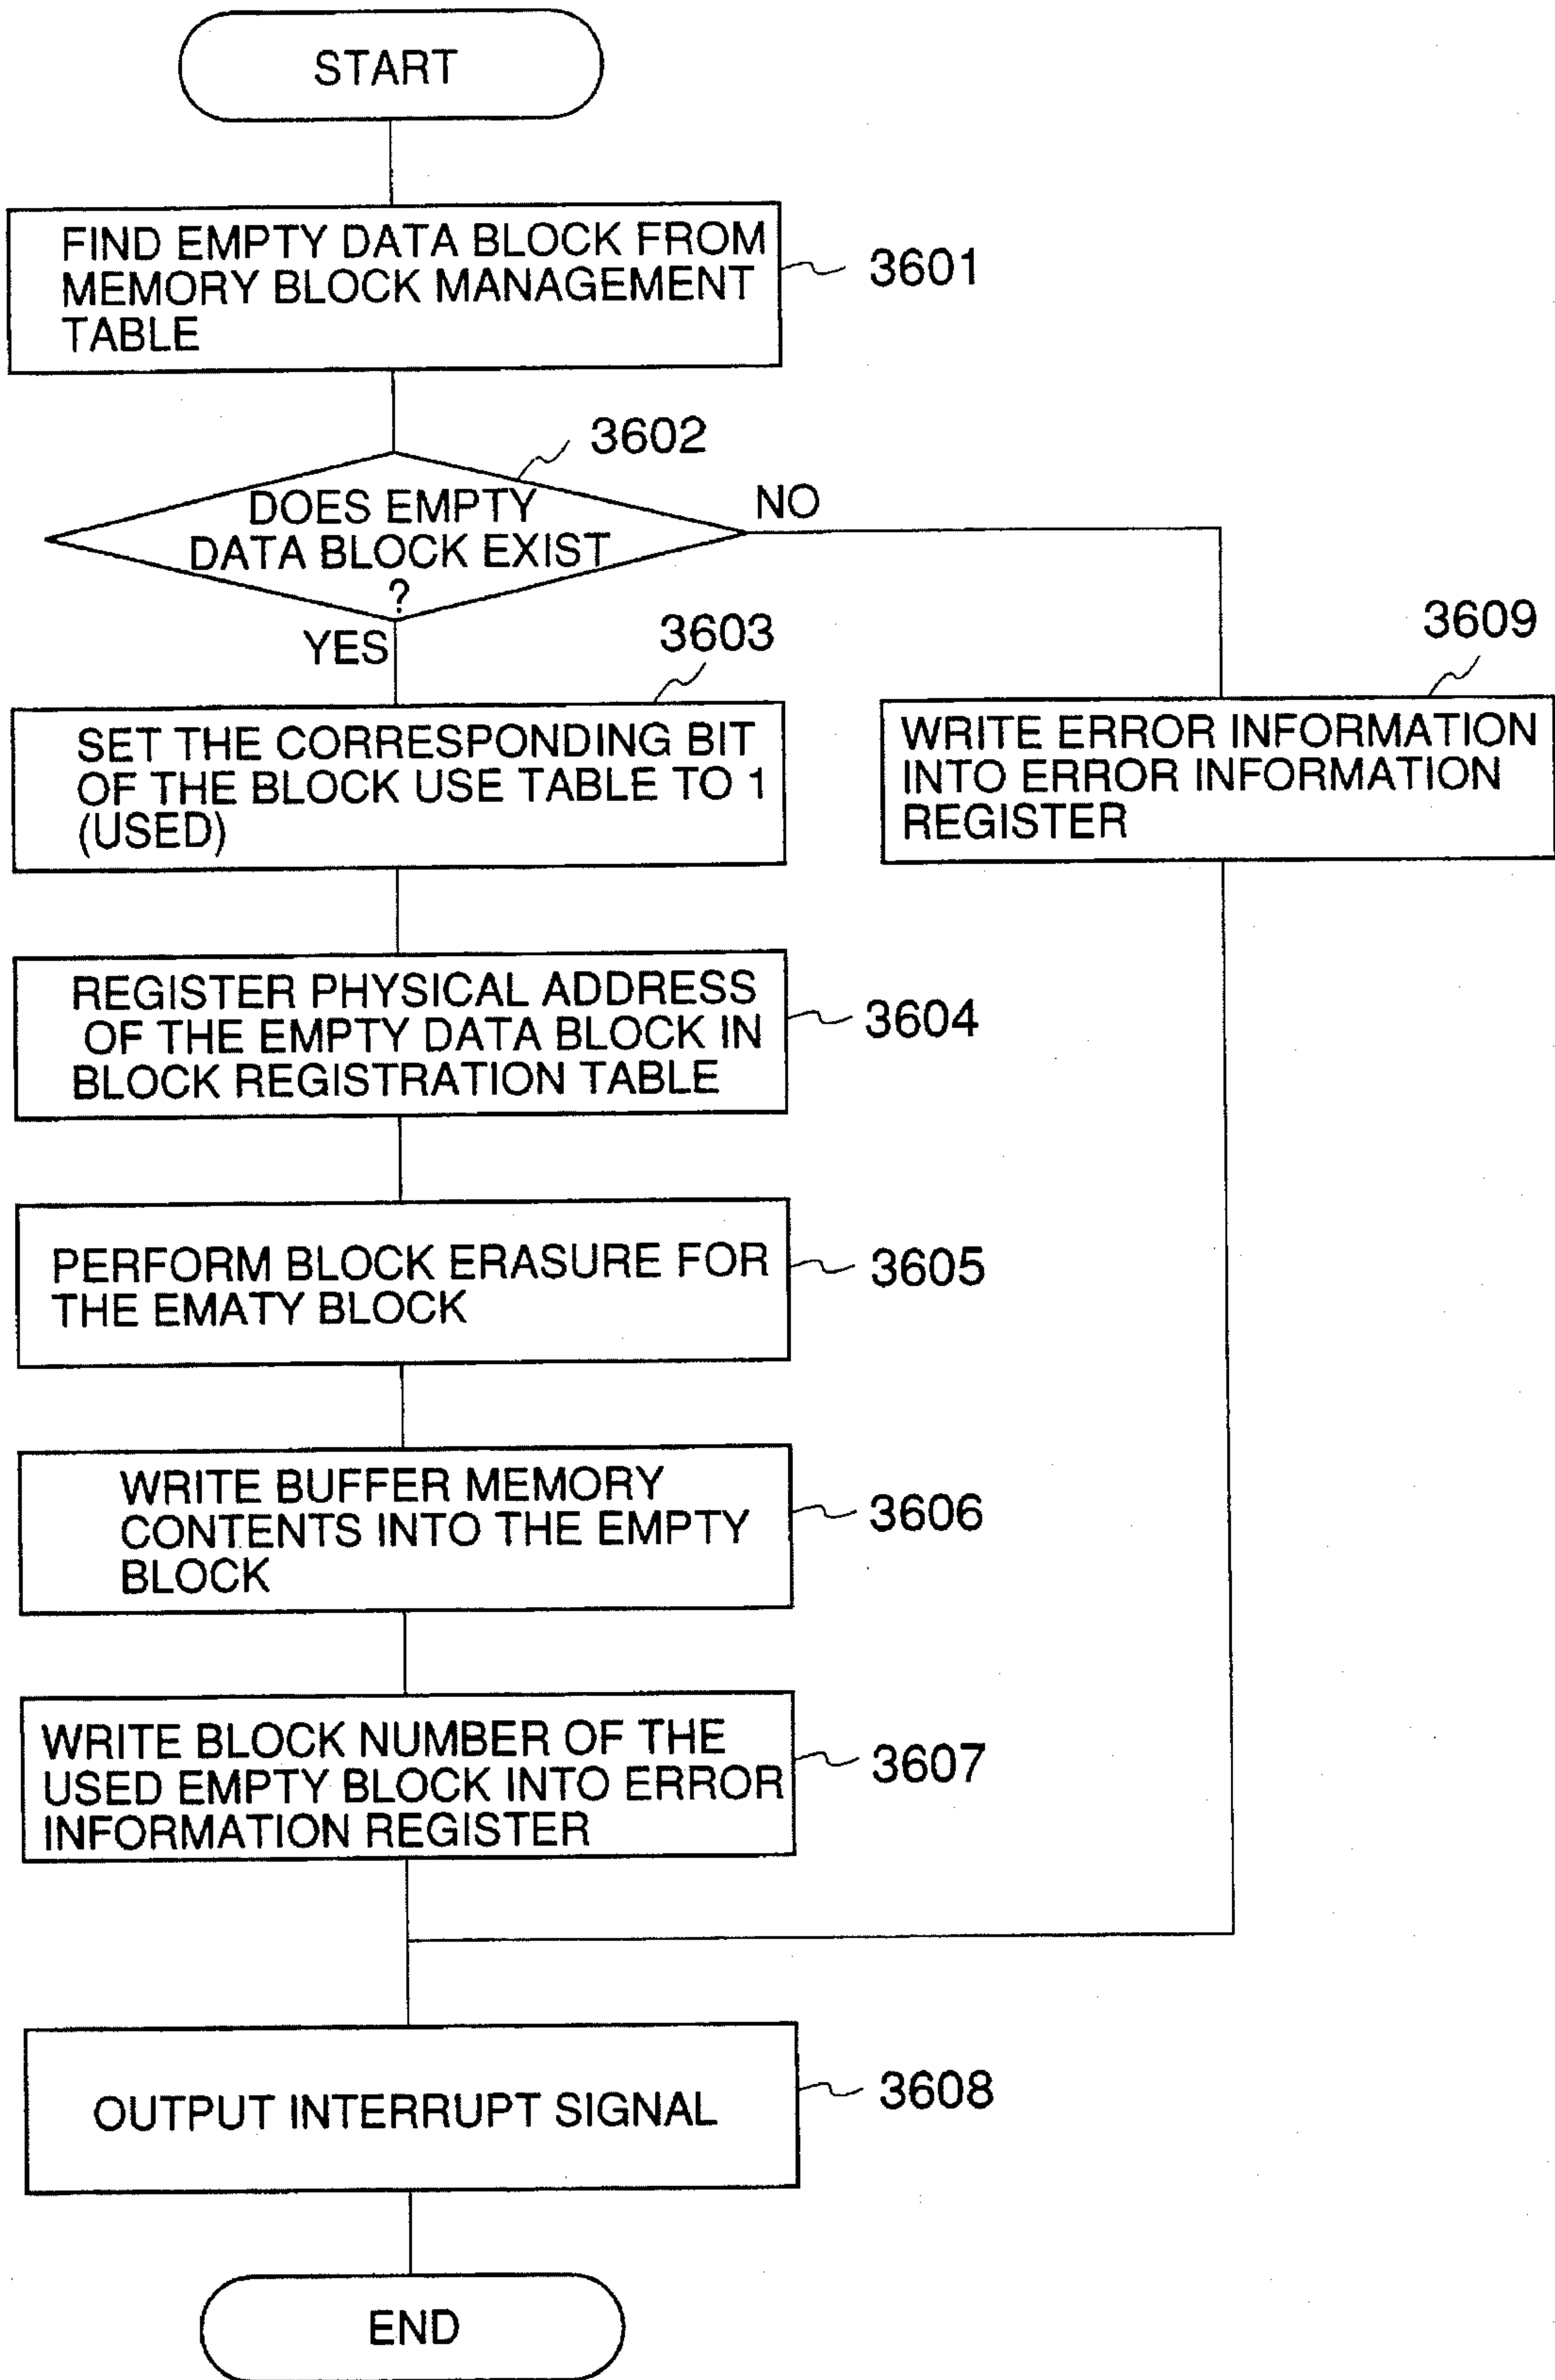 START
FIND EMPTY DATA BLOCK FROM
MEMORY BLOCK MANAGEMENT
TABLE
3601
3602
DOES EMPTY
DATA BLOCK EXIST
?
NO
YES
3603
SET THE CORRESPONDING BIT
OF THE BLOCK USE TABLE TO 1
(USED)
3609
WRITE ERROR INFORMATION
INTO ERROR INFORMATION
REGISTER
REGISTER PHYSICAL ADDRESS
OF THE EMPTY DATA BLOCK IN
BLOCK REGISTRATION TABLE
3604
PERFORM BLOCK ERASURE FOR
THE EMATY BLOCK
3605
WRITE BUFFER MEMORY
CONTENTS INTO THE EMPTY
BLOCK
3606
WRITE BLOCK NUMBER OF THE
USED EMPTY BLOCK INTO ERROR
INFORMATION REGISTER
3607
OUTPUT INTERRUPT SIGNAL
3608
END